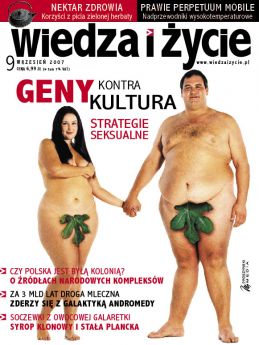 NEKTAR ZDROWIA
Korzyści z picia zielonej herbaty
PRAWIE PERPETUUM MOBILE
Nadprzewodniki wysokotemperaturowe
wiedza i życie
9 WRZESIEŃ 2007
www.wiedzaizycie.pl
GENY KONTRA
KULTURA
STRATEGIE
SEKSUALNE
CZY POLSKA JEST BYŁĄ KOLONIĄ?
O ŹRÓDŁACH NARODOWYCH KOMPLEKSÓW
ZA 3 MLD LAT DROGA MLECZNA
ZDERZY SIĘ Z GALAKTYKĄ ANDROMEDY
SOCZEWKI Z OWOCOWEJ GALARETKI
SYROP KLONOWY I STAŁA PLANCKA